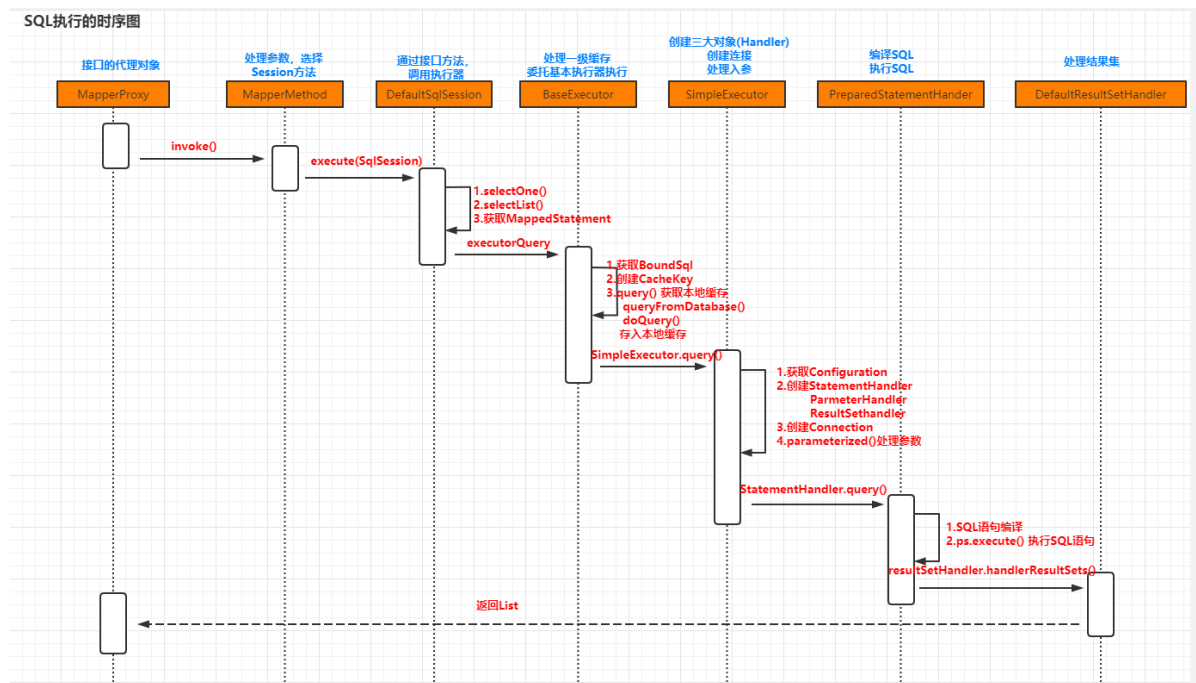 SQL执行的时序图
接口的代理对象
处理参数，选择
Session方法
通过接口方法，
调用执行器
处理一级缓存
委托基本执行器执行
创建三大对象(Handler)
创建连接
处理入参
编译SQL
执行SQL
处理结果集
MapperProxy
MapperMethod
DefaultSqlSession
BaseExecutor
SimpleExecutor
PreparedStatementHander
DefaultResultSetHandler
invoke()
execute(SqlSession)
1.selectOne()
2.selectList()
3.获取MappedStatement
executorQuery
1.获取BoundSql
2.创建CacheKey
3.query() 获取本地缓存
queryFromDatabase()
doQuery()
存入本地缓存
SimpleExecutor.query()
1.获取Configuration
2.创建StatementHandler
ParmeterHandler
ResultSethandler
3.创建Connection
4.parameterized()处理参数
StatementHandler.query()
1.SQL语句编译
2.ps.execute() 执行SQL语句
resultSetHandler.handlerResultSets()
返回List